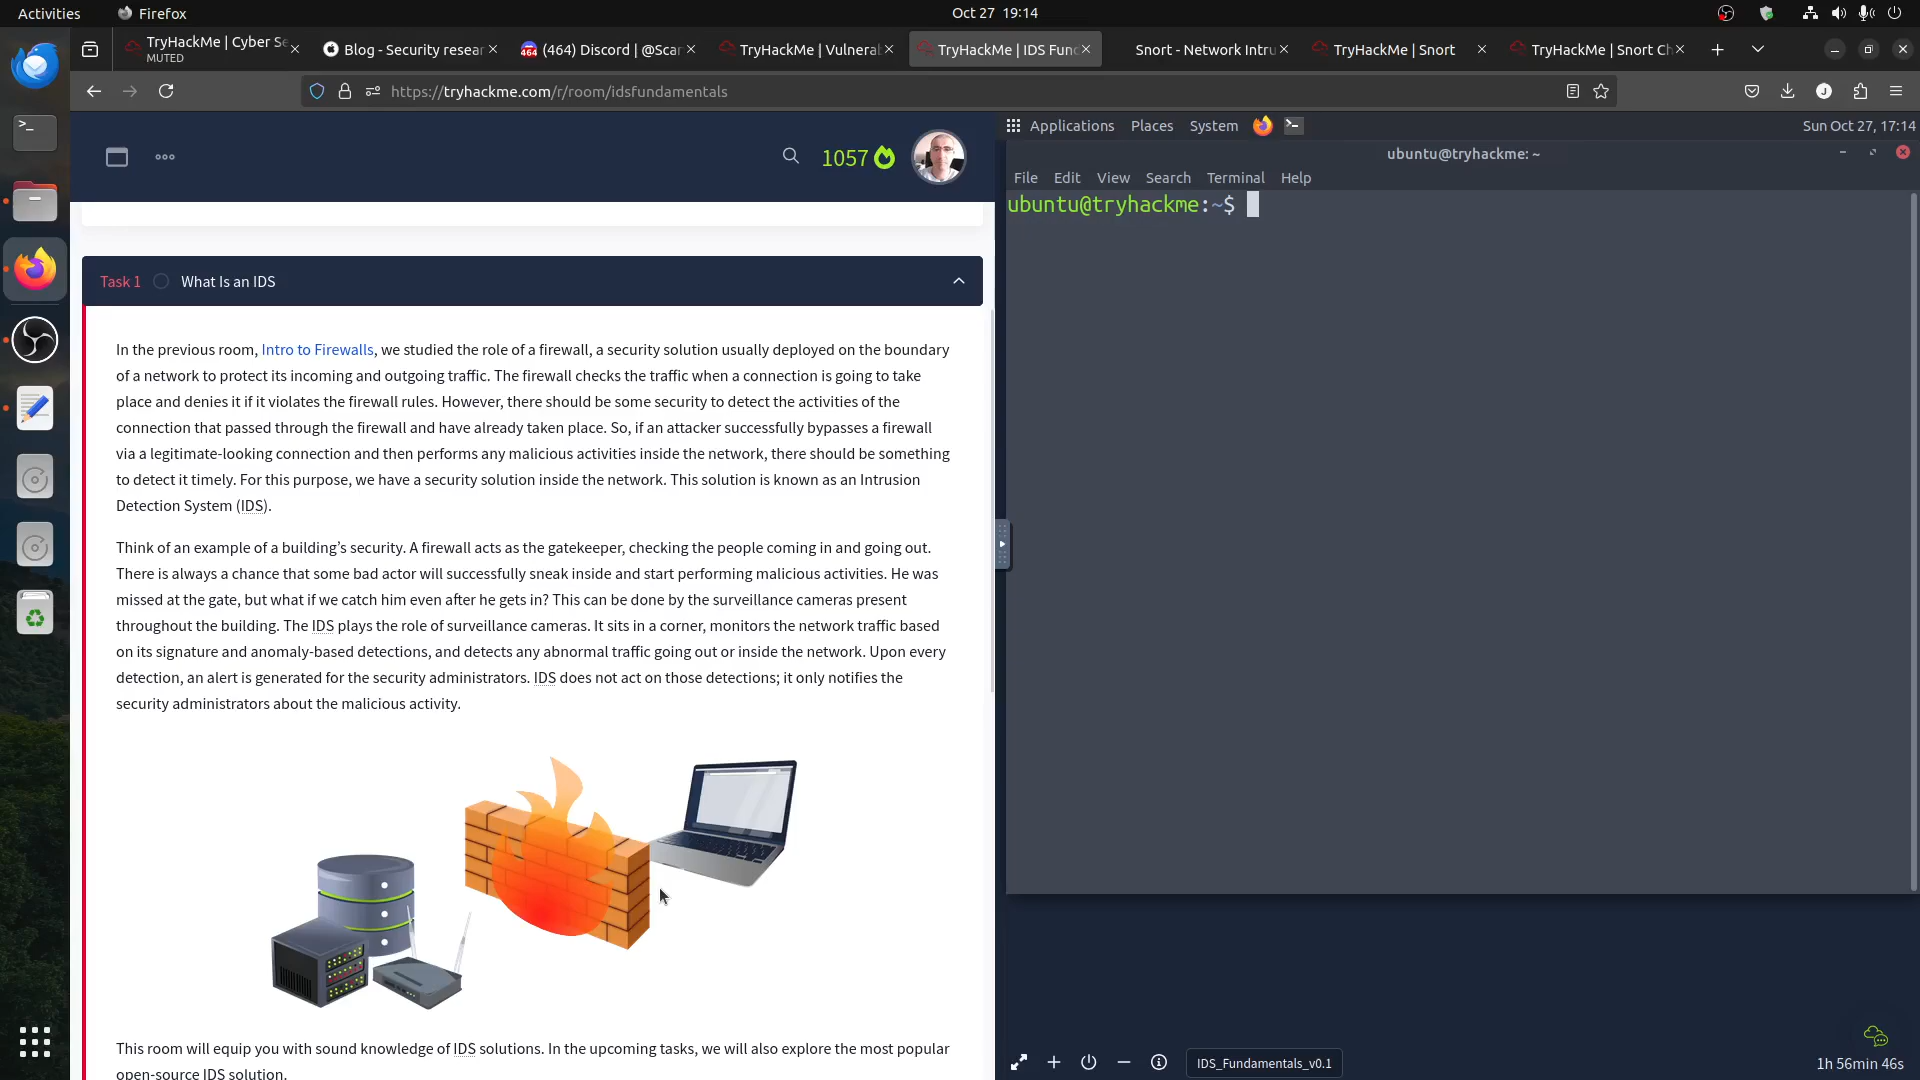 Activities
Firefox
Oct 27 19:14
TryHackMe | Cyber Se
MUTED
Blog - Security resear
(464) Discord | @Scar
TryHackMe | Vulnera
TryHackMe | IDS Fun
Snort - Network Intru
TryHackMe | Snort
TryHackMe | Snort Ch
https://tryhackme.com/r/room/idsfundamentals
Applications
Places
System
Sun Oct 27, 17:14
1057
ubuntu@tryhackme: ~
File Edit View Search Terminal Help
ubuntu@tryhackme:~$
Task 1
What Is an IDS
In the previous room, Intro to Firewalls, we studied the role of a firewall, a security solution usually deployed on the boundary
of a network to protect its incoming and outgoing traffic. The firewall checks the traffic when a connection is going to take
place and denies it if it violates the firewall rules. However, there should be some security to detect the activities of the
connection that passed through the firewall and have already taken place. So, if an attacker successfully bypasses a firewall
via a legitimate-looking connection and then performs any malicious activities inside the network, there should be something
to detect it timely. For this purpose, we have a security solution inside the network. This solution is known as an Intrusion
Detection System (IDS).
Think of an example of a building’s security. A firewall acts as the gatekeeper, checking the people coming in and going out.
There is always a chance that some bad actor will successfully sneak inside and start performing malicious activities. He was
missed at the gate, but what if we catch him even after he gets in? This can be done by the surveillance cameras present
throughout the building. The IDS plays the role of surveillance cameras. It sits in a corner, monitors the network traffic based
on its signature and anomaly-based detections, and detects any abnormal traffic going out or inside the network. Upon every
detection, an alert is generated for the security administrators. IDS does not act on those detections; it only notifies the
security administrators about the malicious activity.
This room will equip you with sound knowledge of IDS solutions. In the upcoming tasks, we will also explore the most popular
open-source IDS solution.
IDS_Fundamentals_v0.1
1h 56min 46s